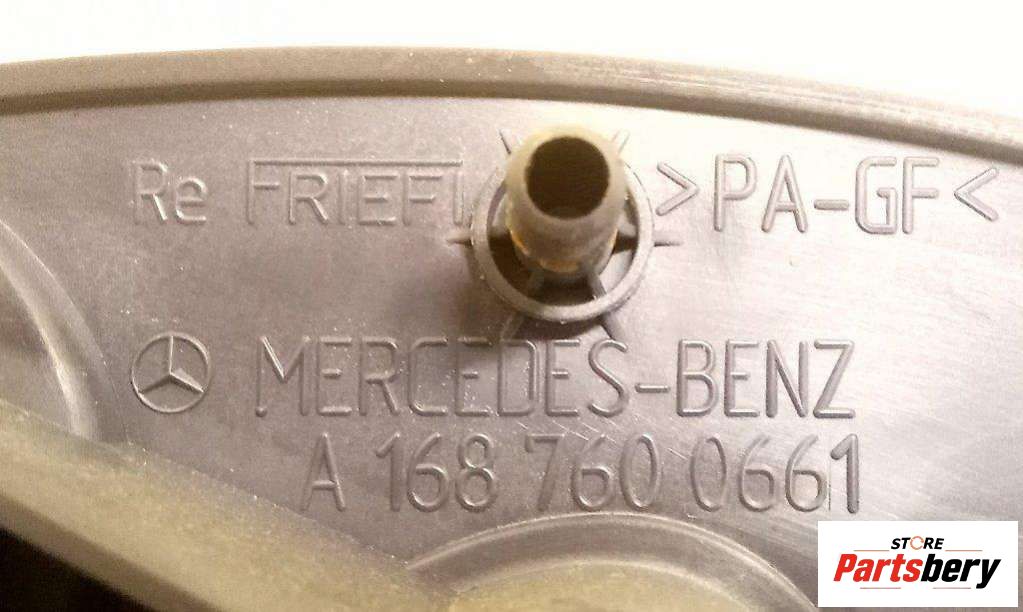 Re FRIEFI >PA-GF<
MERCEDES-BENZ
A 168 760 0661
STORE
Partsbery